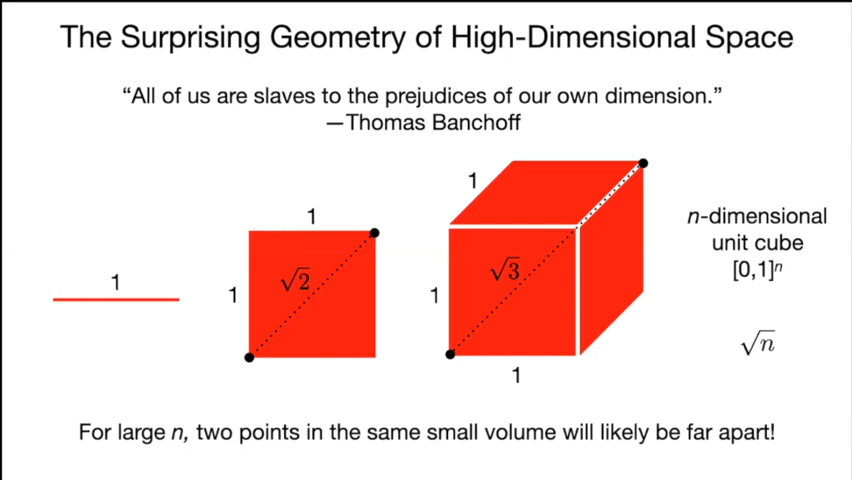 The Surprising Geometry of High-Dimensional Space
“All of us are slaves to the prejudices of our own dimension.”
—Thomas Banchoff
1
1
1
√2
1
1
√3
1
n-dimensional
unit cube
[0,1]ⁿ
√n
For large n, two points in the same small volume will likely be far apart!